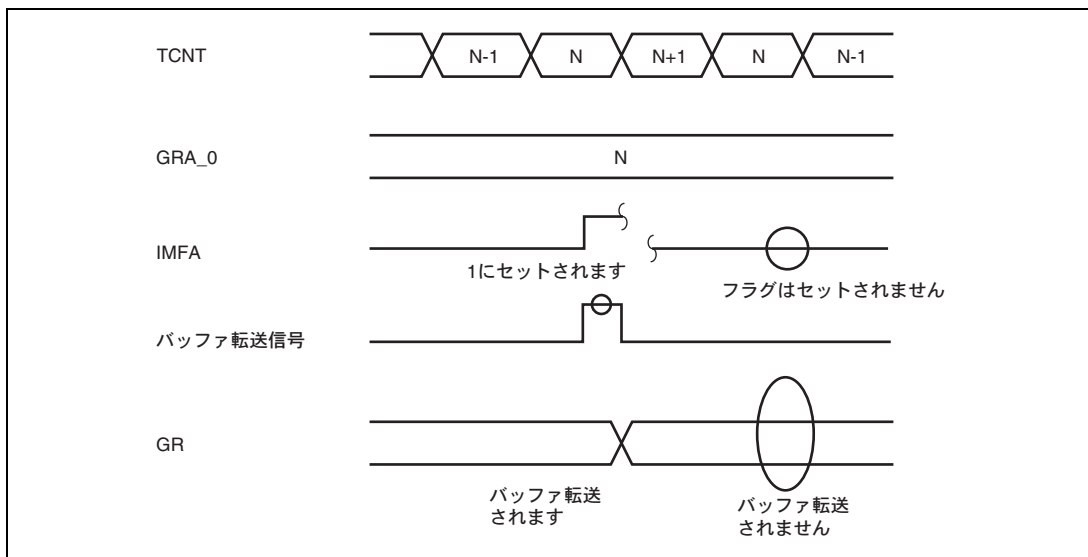 TCNT
N-1
N
N+1
N
N-1
GRA_0
N
IMFA
1にセットされます
フラグはセットされません
バッファ転送信号
GR
バッファ転送
されます
バッファ転送
されません